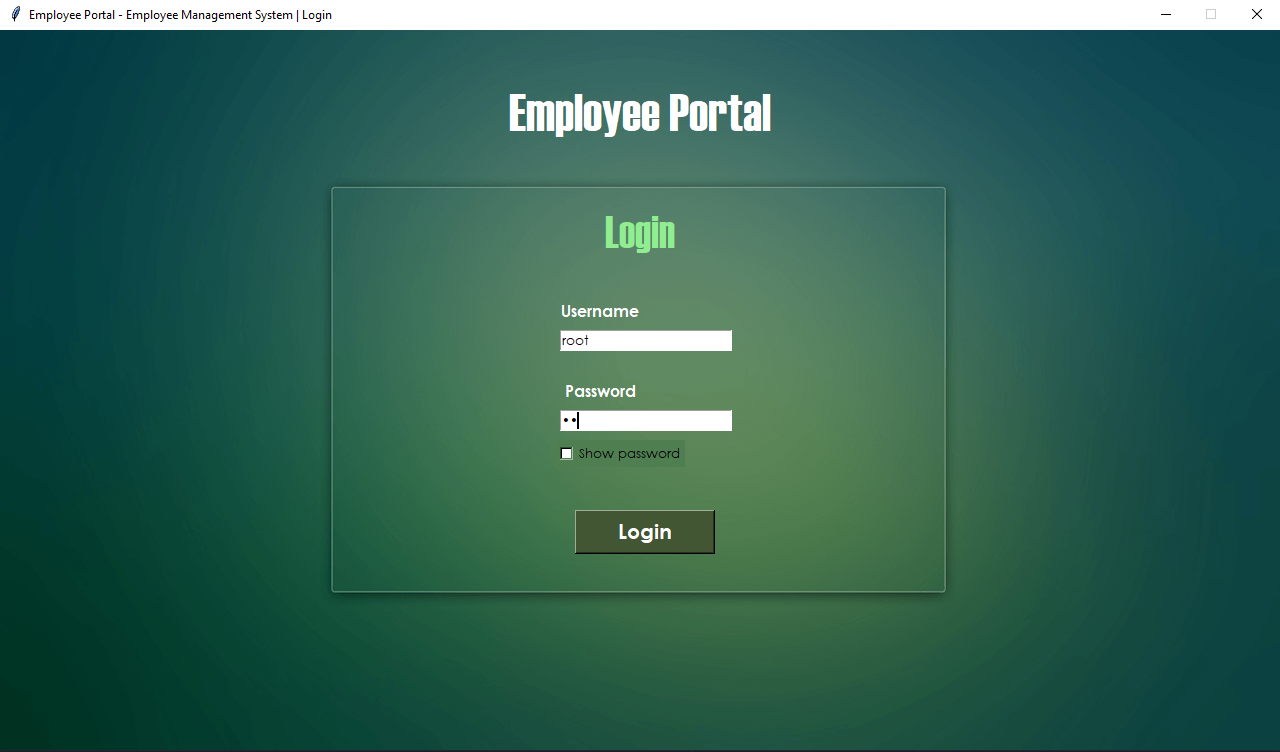 Employee Portal - Employee Management System | Login
Employee Portal
Login
Username
root
Password
••
Show password
Login